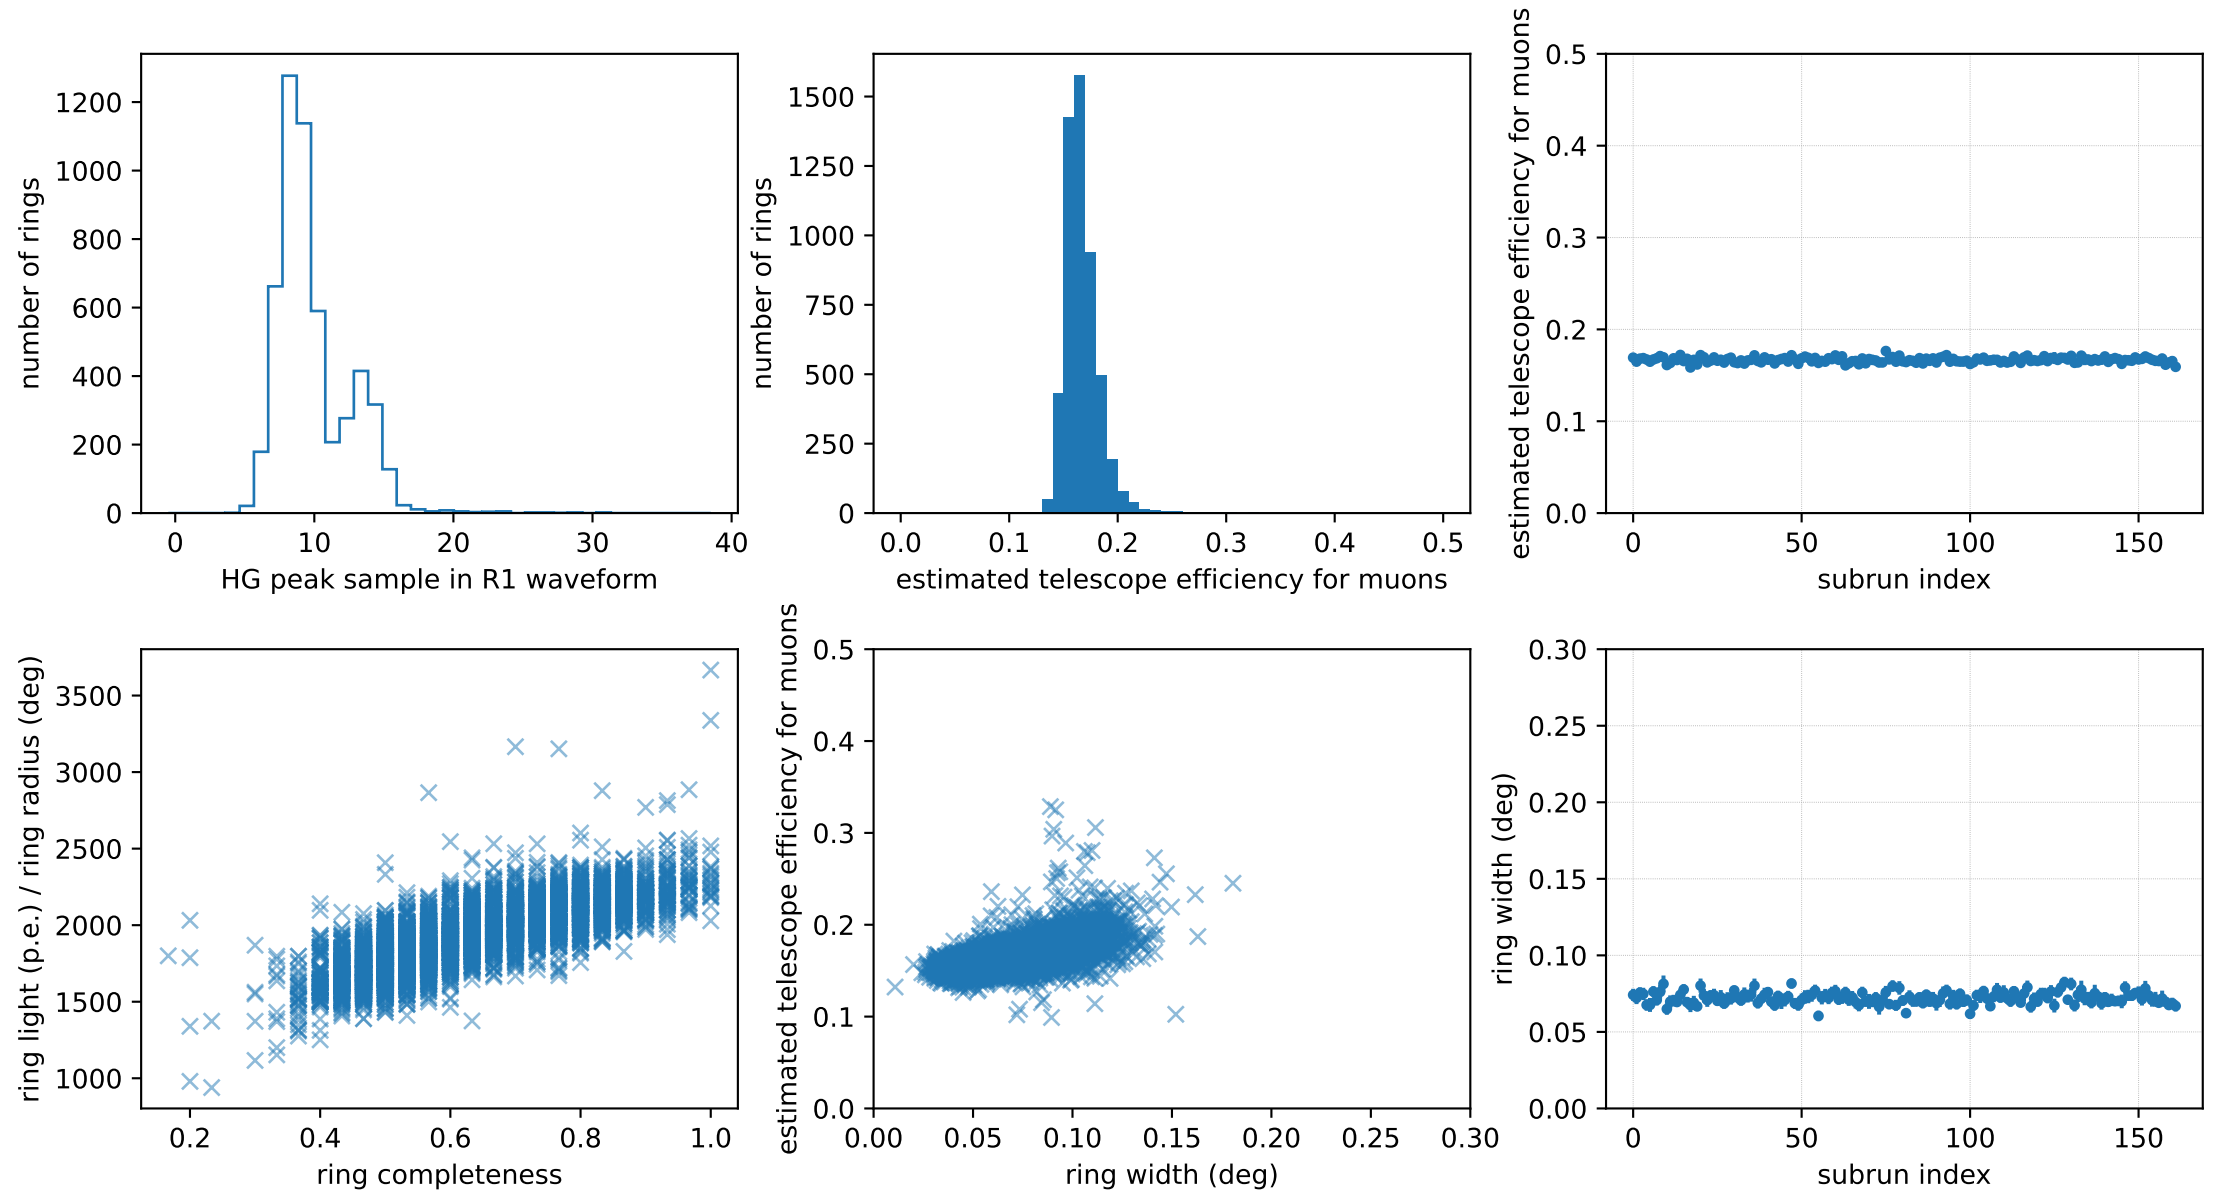 1200
1000
800
600
400
200
0
number of rings
0 10 20 30 40
HG peak sample in R1 waveform
1500
1250
1000
750
500
250
0
number of rings
0.0 0.1 0.2 0.3 0.4 0.5
estimated telescope efficiency for muons
0.5
0.4
0.3
0.2
0.1
0.0
estimated telescope efficiency for muons
0 50 100 150
subrun index
3500
3000
2500
2000
1500
1000
ring light (p.e.) / ring radius (deg)
0.2 0.4 0.6 0.8 1.0
ring completeness
0.5
0.4
0.3
0.2
0.1
0.0
estimated telescope efficiency for muons
0.00 0.05 0.10 0.15 0.20 0.25 0.30
ring width (deg)
0.30
0.25
0.20
0.15
0.10
0.05
0.00
ring width (deg)
0 50 100 150
subrun index